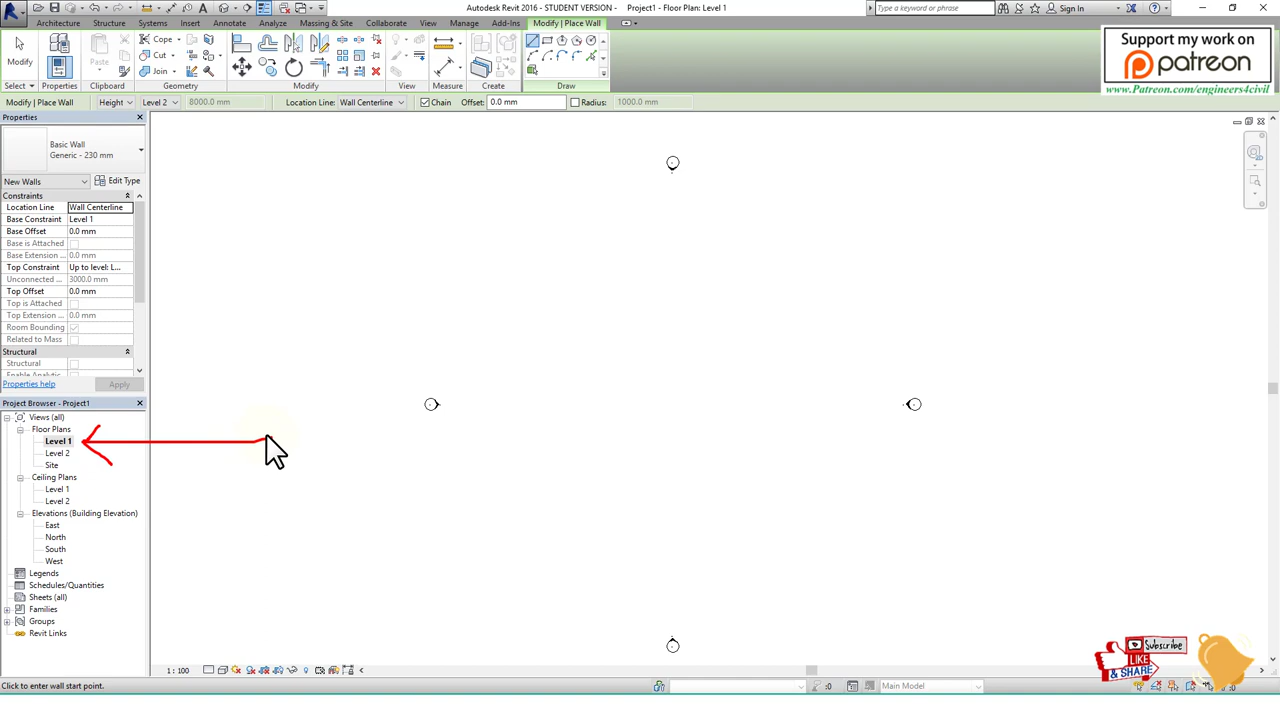 Autodesk Revit 2016 - STUDENT VERSION - Project1 - Floor Plan: Level 1
Type a keyword or phrase
Sign In
Architecture Structure Systems Insert Annotate Analyze Massing & Site Collaborate View Manage Add-Ins Modify | Place Wall
Modify
Paste
Cope
Cut
Join
Select Properties Clipboard Geometry Modify View Measure Create Draw
Support my work on
patreon
www.Patreon.com/engineers4civil
Modify | Place Wall Height Level 2 8000.0 mm Location Line: Wall Centerline Chain Offset: 0.0 mm Radius: 1000.0 mm
Properties
Basic Wall
Generic - 230 mm
New Walls Edit Type
Constraints
Location Line Wall Centerline
Base Constraint Level 1
Base Offset 0.0 mm
Base is Attached
Base Extension ... 0.0 mm
Top Constraint Up to level: L...
Unconnected ... 3000.0 mm
Top Offset 0.0 mm
Top is Attached
Top Extension ... 0.0 mm
Room Bounding
Related to Mass
Structural
Structural
Enable Analytic
Properties help Apply
Project Browser - Project1
Views (all)
Floor Plans
Level 1
Level 2
Site
Ceiling Plans
Level 1
Level 2
Elevations (Building Elevation)
East
North
South
West
Legends
Schedules/Quantities
Sheets (all)
Families
Groups
Revit Links
1 : 100
Subscribe
LIKE
& SHARE
Click to enter wall start point.
:0 Main Model :0